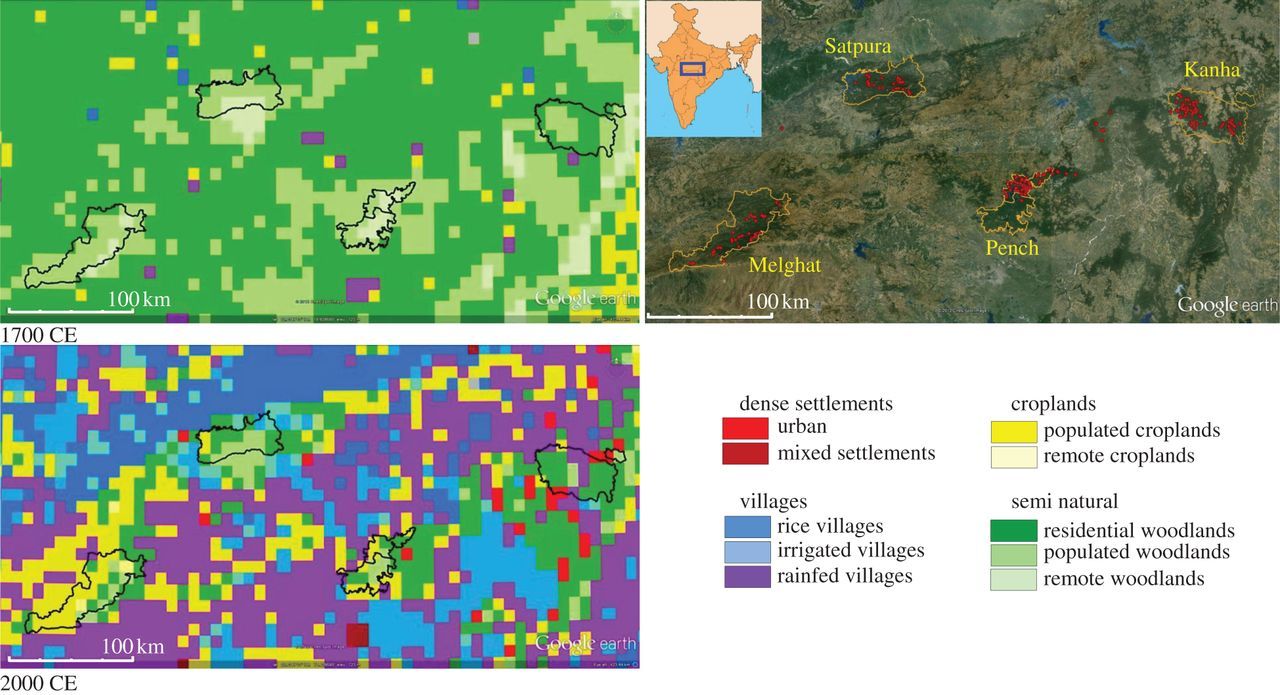 100 km
Google earth
1700 CE
Satpura
Kanha
Pench
Melghat
100 km
Google earth
100 km
Google earth
2000 CE
dense settlements
urban
mixed settlements
villages
rice villages
irrigated villages
rainfed villages
croplands
populated croplands
remote croplands
semi natural
residential woodlands
populated woodlands
remote woodlands